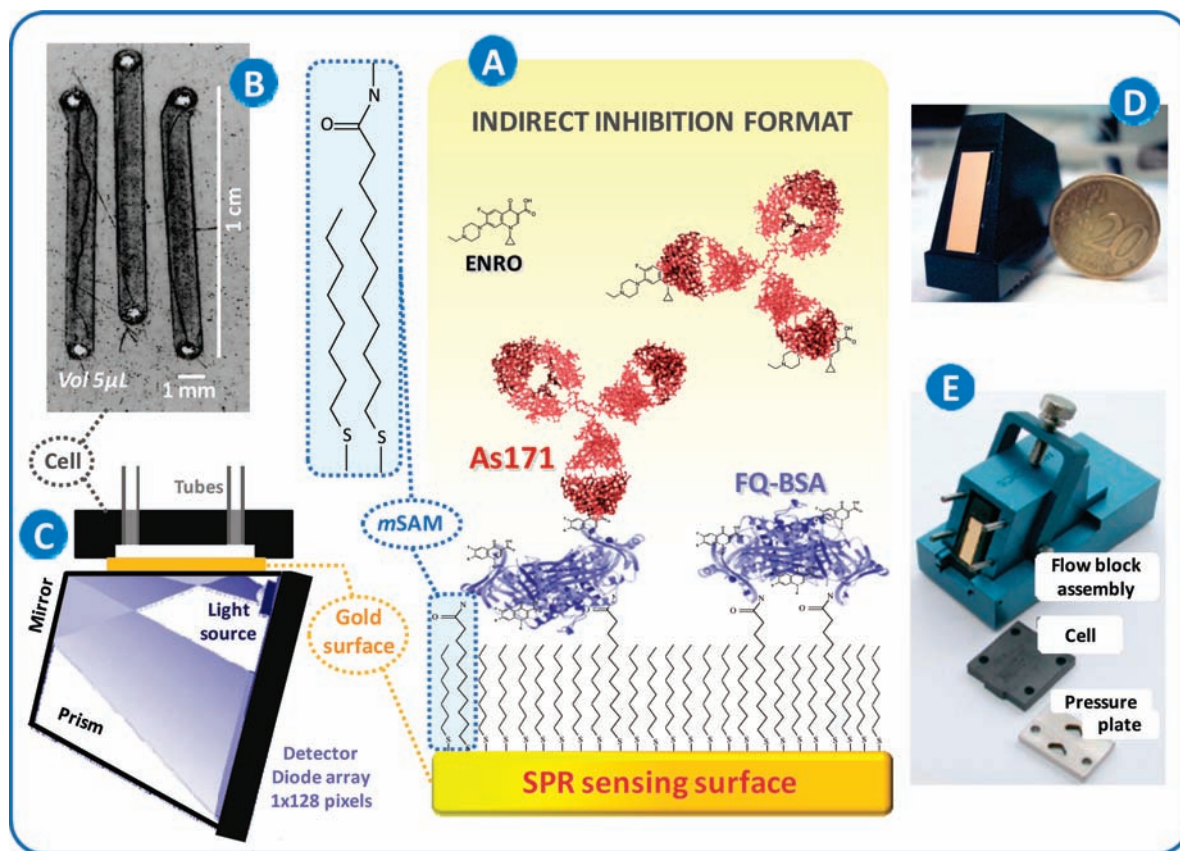 A
INDIRECT INHIBITION FORMAT
ENRO
As171
FQ-BSA
SPR sensing surface
B
1 cm
Vol 5µL
1 mm
Cell
N
O
S
S
mSAM
C
Tubes
Mirror
Light
source
Prism
Gold
surface
Detector
Diode array
1x128 pixels
D
20
E
Flow block
assembly
Cell
Pressure
plate